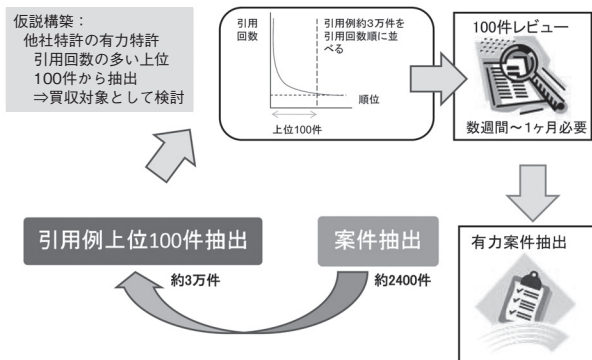 仮説構築：
他社特許の有力特許
引用回数の多い上位
100件から抽出
⇒買収対象として検討
引用
回数
引用例約3万件を
引用回数順に並
べる
順位
上位100件
100件レビュー
数週間～1ヶ月必要
引用例上位100件抽出
案件抽出
約3万件
約2400件
有力案件抽出